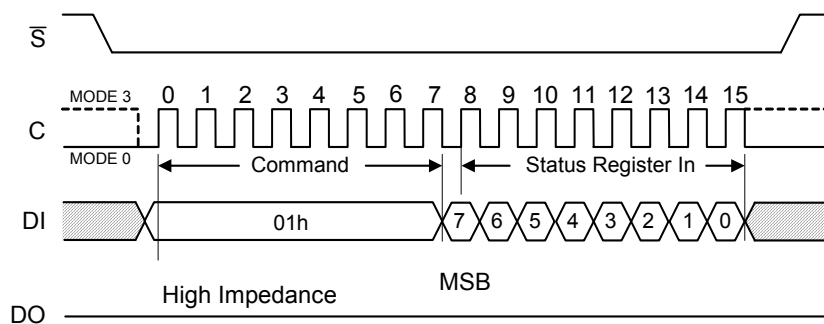 S
MODE 3
0 1 2 3 4 5 6 7 8 9 10 11 12 13 14 15
C
MODE 0
Command
Status Register In
DI
01h
7 6 5 4 3 2 1 0
MSB
High Impedance
DO